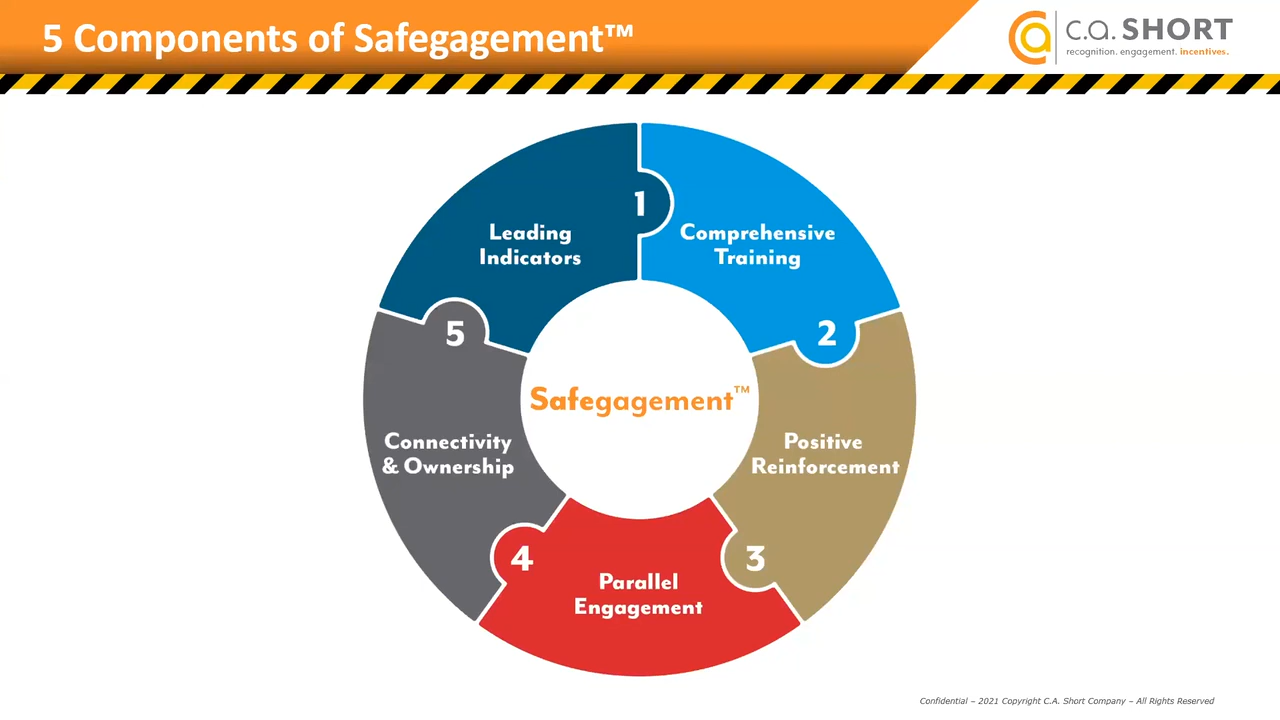 5 Components of Safegagement™
c.a. SHORT
recognition. engagement. incentives.
1
Leading
Indicators
Comprehensive
Training
2
Positive
Reinforcement
3
Parallel
Engagement
4
Connectivity
& Ownership
5
Safegagement™
Confidential – 2021 Copyright C.A. Short Company – All Rights Reserved